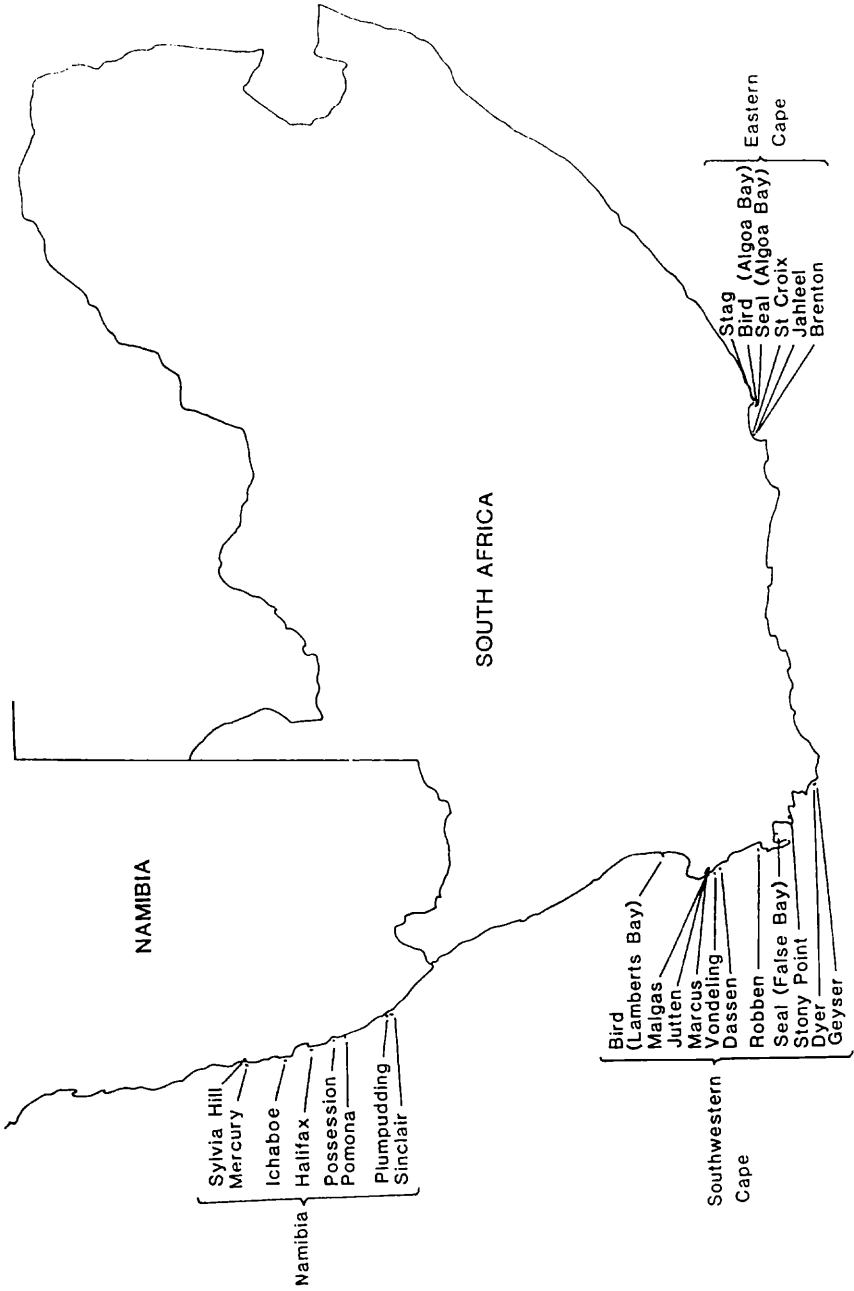 NAMIBIA
SOUTH AFRICA
Sylvia Hill
Mercury
Ichaboe
Halifax
Possession
Pomona
Plumpudding
Sinclair
Namibia
Bird
(Lamberts Bay)
Malgas
Jutten
Marcus
Vondeling
Dassen
Robben
Seal (False Bay)
Stony Point
Dyer
Geyser
Southwestern
Cape
Stag
Bird (Algoa Bay)
Seal (Algoa Bay)
St Croix
Jahleel
Brenton
Eastern
Cape